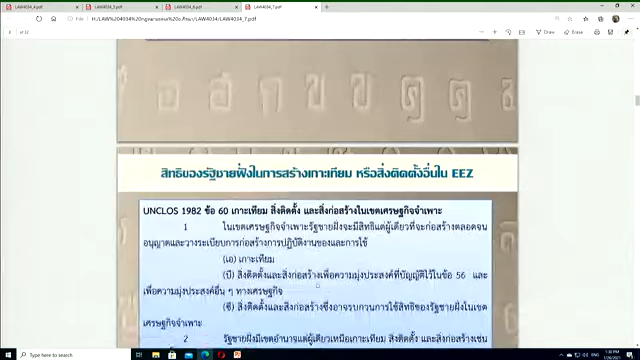 LAW4034_4.pdf
LAW4034_5.pdf
LAW4034_6.pdf
LAW4034_7.pdf
Draw
Erase
สิทธิของรัฐชายฝั่งในการสร้างเกาะเทียม หรือสิ่งติดตั้งอื่นใน EEZ
UNCLOS 1982 ข้อ 60 เกาะเทียม สิ่งติดตั้ง และสิ่งก่อสร้างในเขตเศรษฐกิจจำเพาะ
1 ในเขตเศรษฐกิจจำเพาะรัฐชายฝั่งจะมีสิทธิแต่ผู้เดียวที่จะก่อสร้างตลอดจน
อนุญาตและวางระเบียบการก่อสร้างการปฏิบัติงานของและการใช้
(เอ) เกาะเทียม
(บี) สิ่งติดตั้งและสิ่งก่อสร้างเพื่อความมุ่งประสงค์ที่บัญญัติไว้ในข้อ 56 และ
เพื่อความมุ่งประสงค์อื่น ๆ ทางเศรษฐกิจ
(ซี) สิ่งติดตั้งและสิ่งก่อสร้างซึ่งอาจรบกวนการใช้สิทธิของรัฐชายฝั่งในเขต
เศรษฐกิจจำเพาะ
2 รัฐชายฝั่งมีเขตอำนาจแต่ผู้เดียวเหนือเกาะเทียม สิ่งติดตั้ง และสิ่งก่อสร้างเช่น
Type here to search
1:30 PM